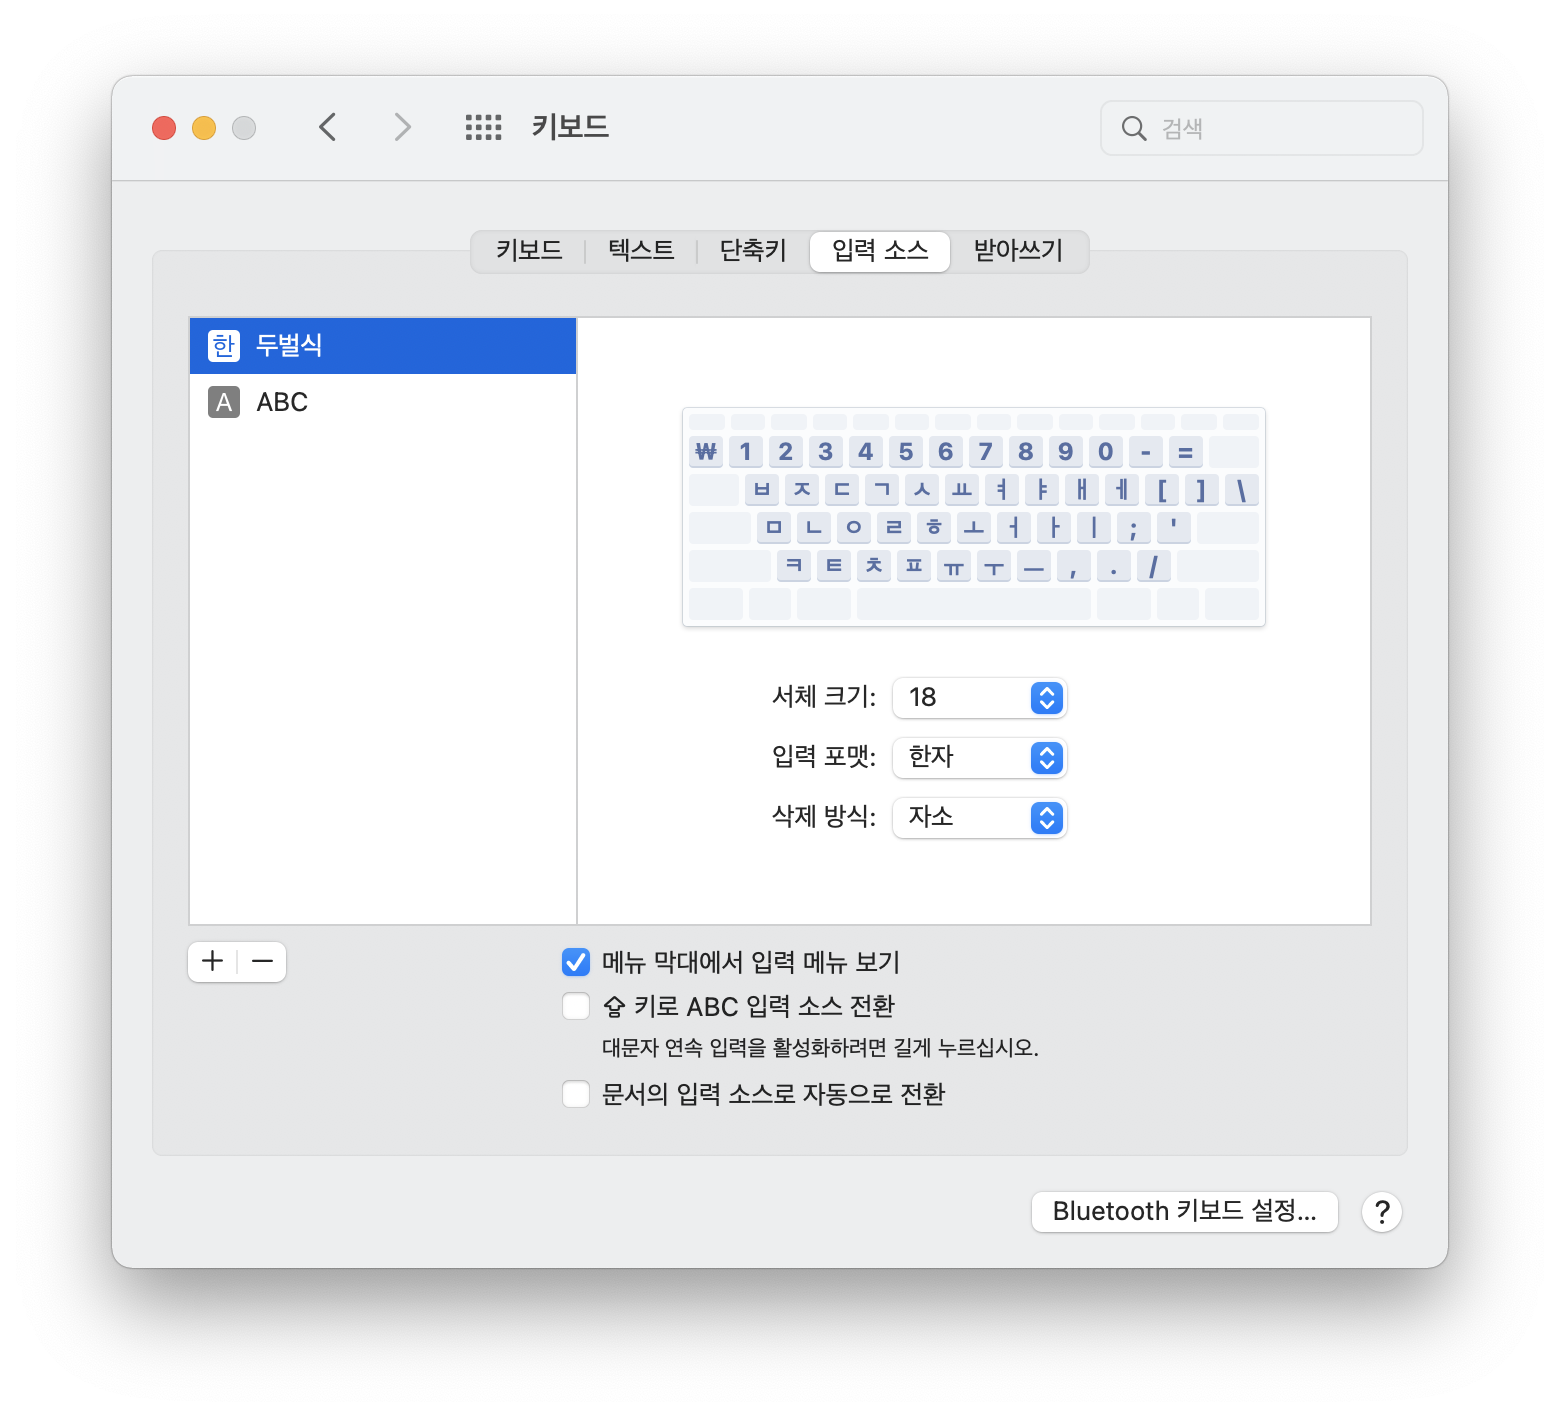 키보드
검색
키보드 텍스트 단축키 입력 소스 받아쓰기
한 두벌식
A ABC
₩ 1 2 3 4 5 6 7 8 9 0 - =
ㅂ ㅈ ㄷ ㄱ ㅅ ㅛ ㅕ ㅑ ㅐ ㅔ [ ] \
ㅁ ㄴ ㅇ ㄹ ㅎ ㅗ ㅓ ㅏ ㅣ ; '
ㅋ ㅌ ㅊ ㅍ ㅠ ㅜ ㅡ , . /
서체 크기: 18
입력 포맷: 한자
삭제 방식: 자소
+ −
메뉴 막대에서 입력 메뉴 보기
⇪ 키로 ABC 입력 소스 전환
대문자 연속 입력을 활성화하려면 길게 누르십시오.
문서의 입력 소스로 자동으로 전환
Bluetooth 키보드 설정... ?